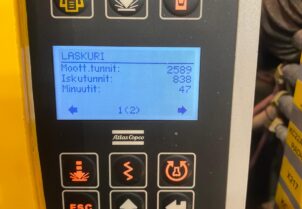 LASKURI
Moott.tunnit: 2589
Iskutunnit: 838
Minuutit: 47
1(2)
Atlas Copco
ESC